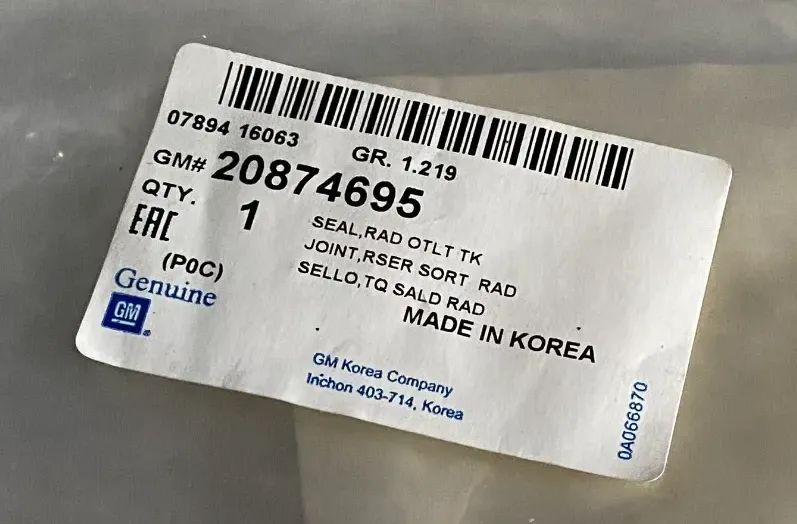 07894 16063
GR. 1.219
GM# 20874695
QTY. 1
EAC
(P0C)
SEAL,RAD OTLT TK
JOINT,RSER SORT RAD
SELLO,TQ SALD RAD
MADE IN KOREA
Genuine
GM
GM Korea Company
Inchon 403-714, Korea
0A066870